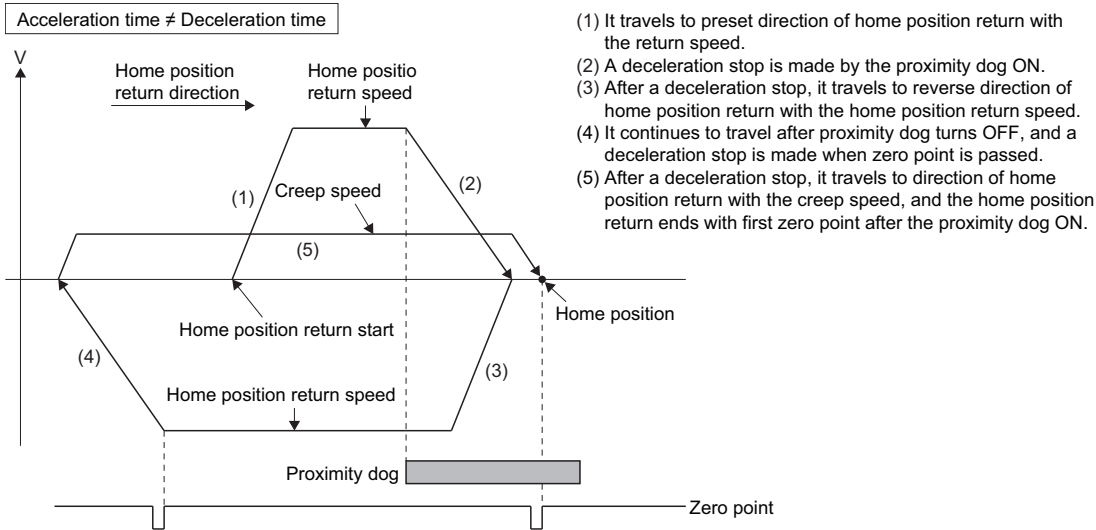 Acceleration time ≠ Deceleration time
V
Home position
return direction
Home positio
return speed
(1)
Creep speed
(2)
(5)
Home position return start
Home position
(4)
(3)
Home position return speed
Proximity dog
Zero point
(1) It travels to preset direction of home position return with
the return speed.
(2) A deceleration stop is made by the proximity dog ON.
(3) After a deceleration stop, it travels to reverse direction of
home position return with the home position return speed.
(4) It continues to travel after proximity dog turns OFF, and a
deceleration stop is made when zero point is passed.
(5) After a deceleration stop, it travels to direction of home
position return with the creep speed, and the home position
return ends with first zero point after the proximity dog ON.